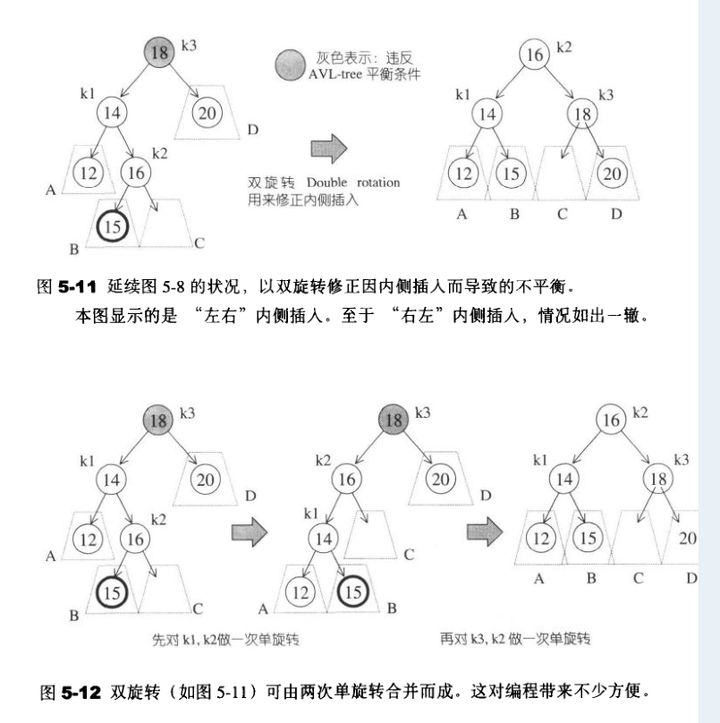 18 k3
灰色表示：违反
AVL-tree 平衡条件
16 k2
k1 14
20
D
k1 14
k3 18
12
k2 16
A
双旋转 Double rotation
用来修正内侧插入
12 15 20
A B C D
15
B C
图 5-11 延续图 5-8 的状况，以双旋转修正因内侧插入而导致的不平衡。
本图显示的是 “左右”内侧插入。至于 “右左”内侧插入，情况如出一辙。
18 k3
18 k3
16 k2
k1 14
20
D
k2 16
20
D
k1 14
k3 18
12
k2 16
A
k1 14
C
12 15 20
A B C D
15
B C
12 15
A B
先对 k1, k2做一次单旋转
再对 k3, k2 做一次单旋转
图 5-12 双旋转（如图 5-11）可由两次单旋转合并而成。这对编程带来不少方便。